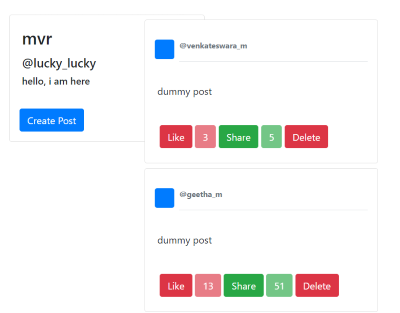 mvr
@lucky_lucky
hello, i am here
Create Post
@venkateswara_m
dummy post
Like 3 Share 5 Delete
@geetha_m
dummy post
Like 13 Share 51 Delete